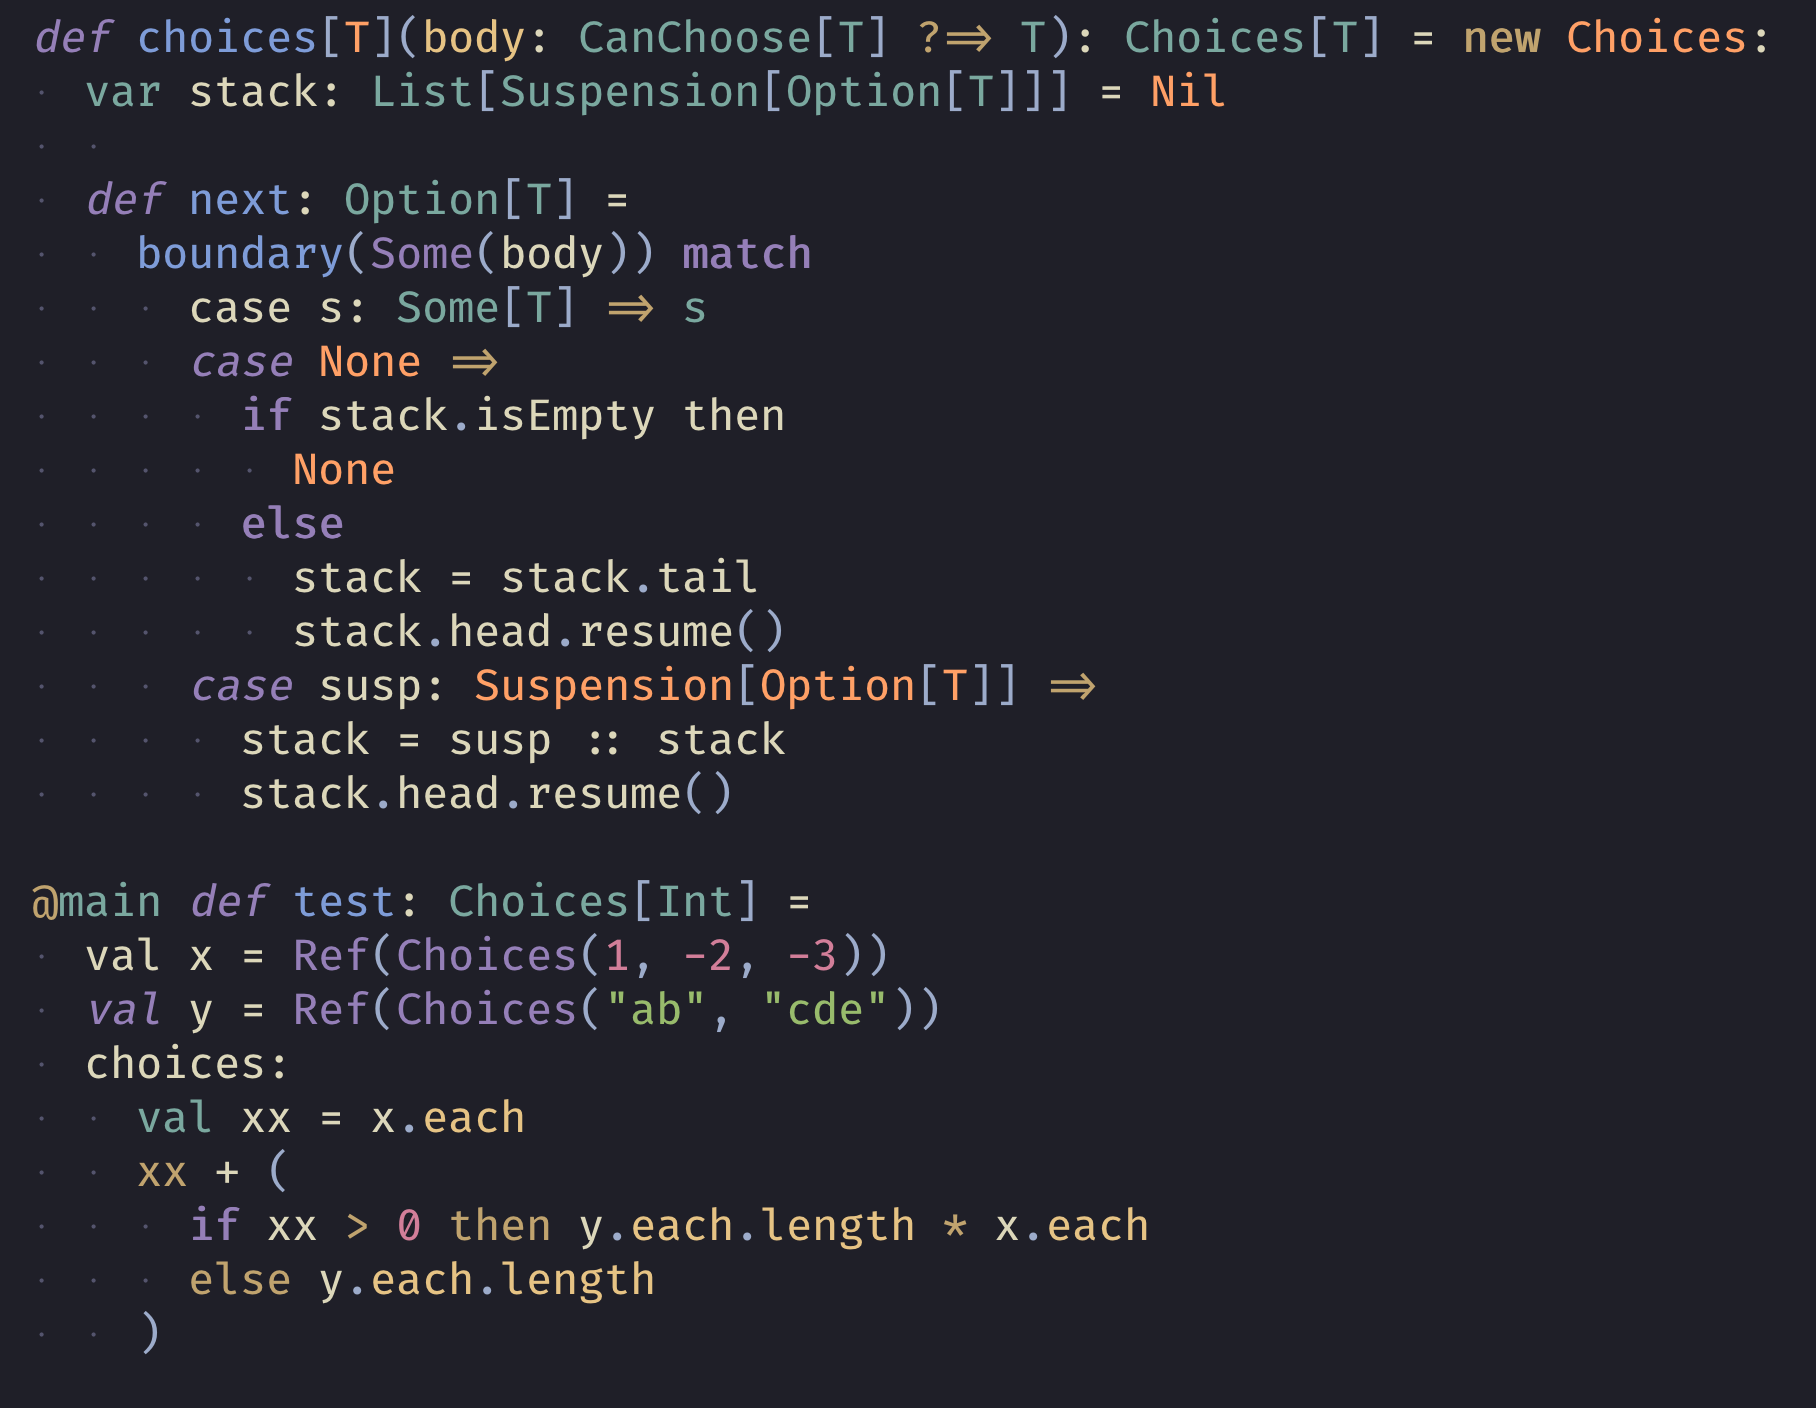 def choices[T](body: CanChoose[T] ?=> T): Choices[T] = new Choices:
  var stack: List[Suspension[Option[T]]] = Nil

  def next: Option[T] =
    boundary(Some(body)) match
      case s: Some[T] => s
      case None =>
        if stack.isEmpty then
          None
        else
          stack = stack.tail
          stack.head.resume()
      case susp: Suspension[Option[T]] =>
        stack = susp :: stack
        stack.head.resume()

@main def test: Choices[Int] =
  val x = Ref(Choices(1, -2, -3))
  val y = Ref(Choices("ab", "cde"))
  choices:
    val xx = x.each
    xx + (
      if xx > 0 then y.each.length * x.each
      else y.each.length
    )